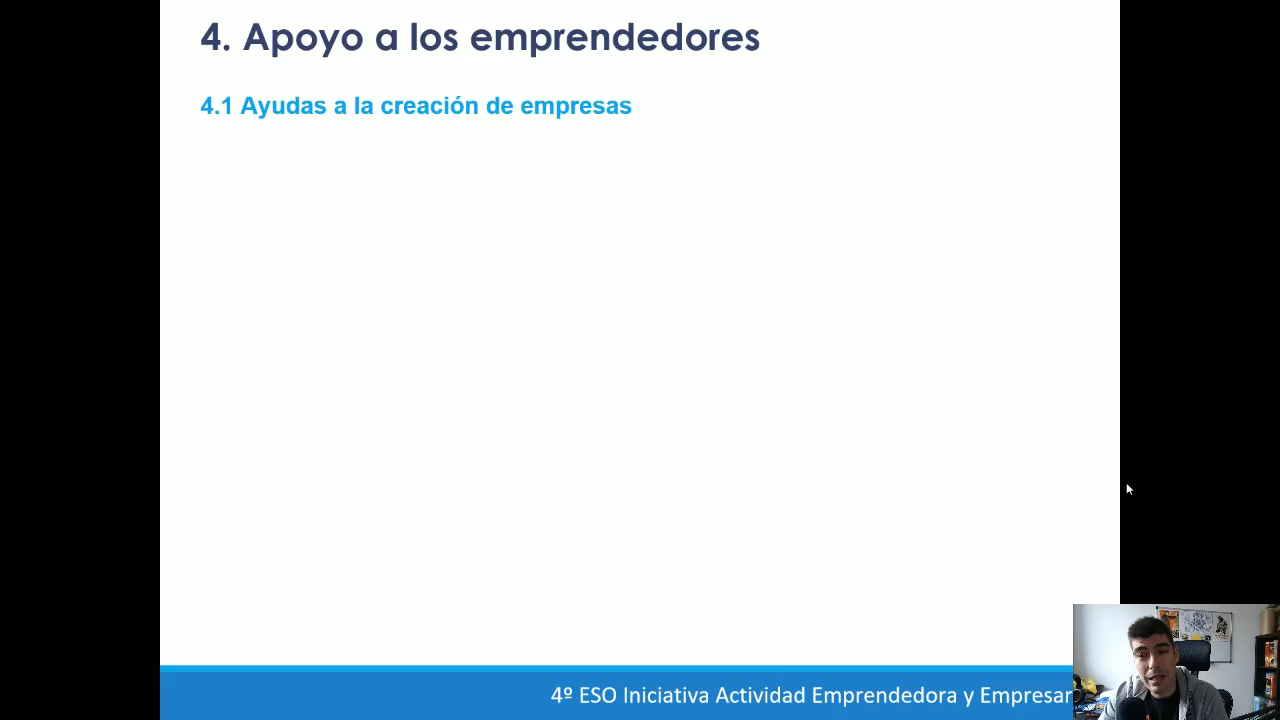 4. Apoyo a los emprendedores
4.1 Ayudas a la creación de empresas
4º ESO Iniciativa Actividad Emprendedora y Empresar